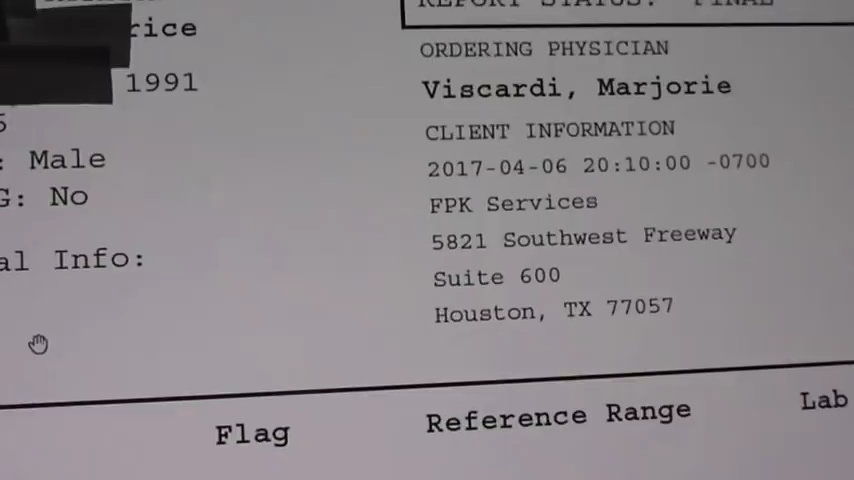 rice
1991
5
: Male
G: No
al Info:
REPORT STATUS: FINAL
ORDERING PHYSICIAN
Viscardi, Marjorie
CLIENT INFORMATION
2017-04-06 20:10:00 -0700
FPK Services
5821 Southwest Freeway
Suite 600
Houston, TX 77057
Flag Reference Range Lab